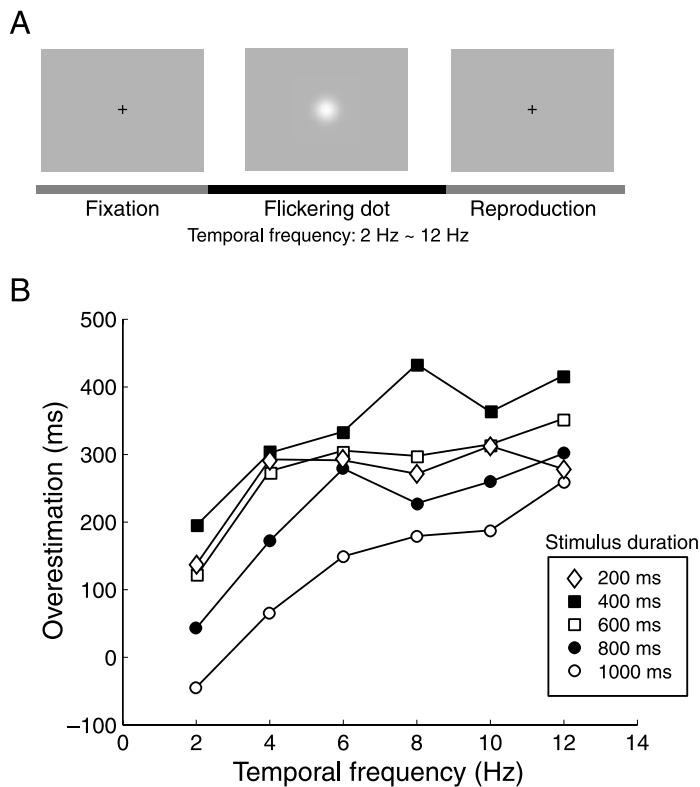 A
Fixation
Flickering dot
Reproduction
Temporal frequency: 2 Hz ~ 12 Hz
B
500
400
300
200
100
0
−100
Overestimation (ms)
0
2
4
6
8
10
12
14
Temporal frequency (Hz)
Stimulus duration
200 ms
400 ms
600 ms
800 ms
1000 ms